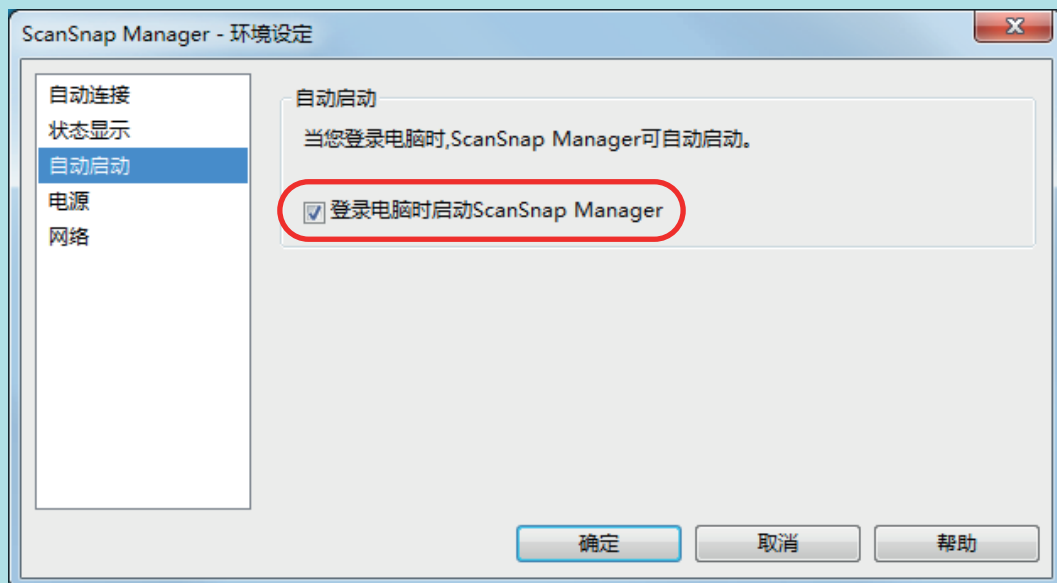 ScanSnap Manager - 环境设定
自动连接
状态显示
自动启动
电源
网络
自动启动
当您登录电脑时,ScanSnap Manager可自动启动。
登录电脑时启动ScanSnap Manager
确定
取消
帮助